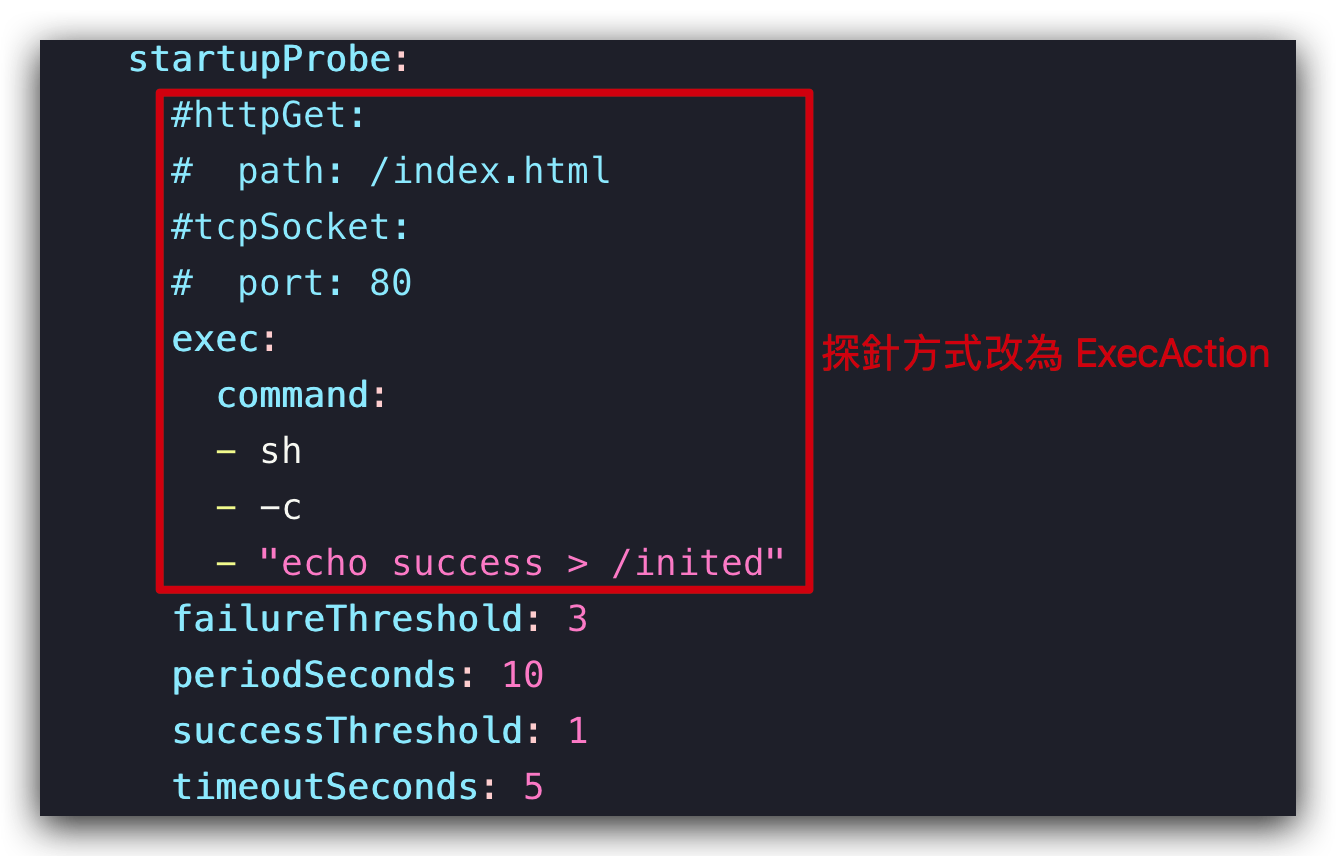 startupProbe:
#httpGet:
#  path: /index.html
#tcpSocket:
#  port: 80
exec:
探針方式改為 ExecAction
command:
- sh
- -c
- "echo success > /inited"
failureThreshold: 3
periodSeconds: 10
successThreshold: 1
timeoutSeconds: 5